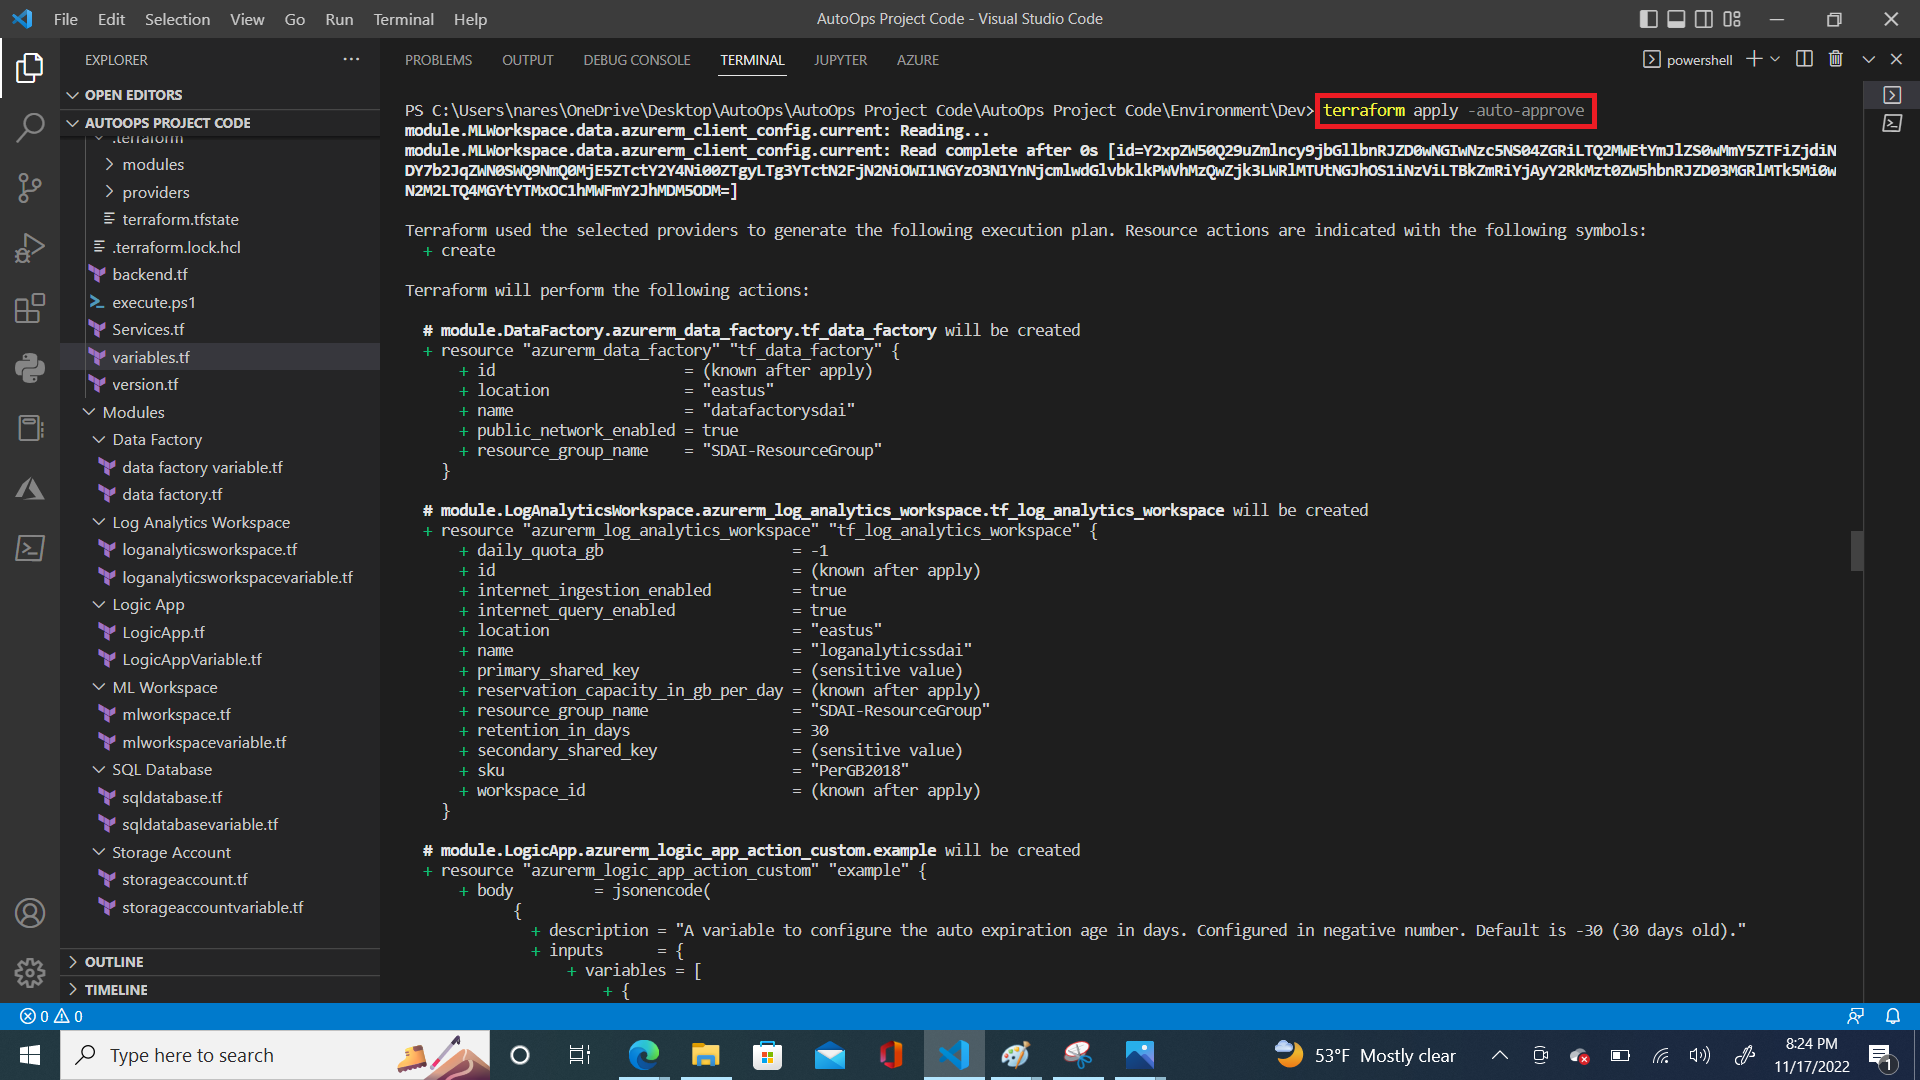 File Edit Selection View Go Run Terminal Help
AutoOps Project Code - Visual Studio Code
EXPLORER
OPEN EDITORS
AUTOOPS PROJECT CODE
.terraform
modules
providers
terraform.tfstate
.terraform.lock.hcl
backend.tf
execute.ps1
Services.tf
variables.tf
version.tf
Modules
Data Factory
data factory variable.tf
data factory.tf
Log Analytics Workspace
loganalyticsworkspace.tf
loganalyticsworkspacevariable.tf
Logic App
LogicApp.tf
LogicAppVariable.tf
ML Workspace
mlworkspace.tf
mlworkspacevariable.tf
SQL Database
sqldatabase.tf
sqldatabasevariable.tf
Storage Account
storageaccount.tf
storageaccountvariable.tf
OUTLINE
TIMELINE
PROBLEMS OUTPUT DEBUG CONSOLE TERMINAL JUPYTER AZURE
powershell
PS C:\Users\nares\OneDrive\Desktop\AutoOps\AutoOps Project Code\AutoOps Project Code\Environment\Dev> terraform apply -auto-approve
module.MLWorkspace.data.azurerm_client_config.current: Reading...
module.MLWorkspace.data.azurerm_client_config.current: Read complete after 0s

Terraform used the selected providers to generate the following execution plan. Resource actions are indicated with the following symbols:
+ create

Terraform will perform the following actions:

# module.DataFactory.azurerm_data_factory.tf_data_factory will be created
+ resource "azurerm_data_factory" "tf_data_factory" {
+ id = (known after apply)
+ location = "eastus"
+ name = "datafactorysdai"
+ public_network_enabled = true
+ resource_group_name = "SDAI-ResourceGroup"
}

# module.LogAnalyticsWorkspace.azurerm_log_analytics_workspace.tf_log_analytics_workspace will be created
+ resource "azurerm_log_analytics_workspace" "tf_log_analytics_workspace" {
+ daily_quota_gb = -1
+ id = (known after apply)
+ internet_ingestion_enabled = true
+ internet_query_enabled = true
+ location = "eastus"
+ name = "loganalyticssdai"
+ primary_shared_key = (sensitive value)
+ reservation_capacity_in_gb_per_day = (known after apply)
+ resource_group_name = "SDAI-ResourceGroup"
+ retention_in_days = 30
+ secondary_shared_key = (sensitive value)
+ sku = "PerGB2018"
+ workspace_id = (known after apply)
}

# module.LogicApp.azurerm_logic_app_action_custom.example will be created
+ resource "azurerm_logic_app_action_custom" "example" {
+ body = jsonencode(
{
+ description = "A variable to configure the auto expiration age in days. Configured in negative number. Default is -30 (30 days old)."
+ inputs = {
+ variables = [
+ {
0 0
Type here to search
53°F Mostly clear
8:24 PM
11/17/2022
1